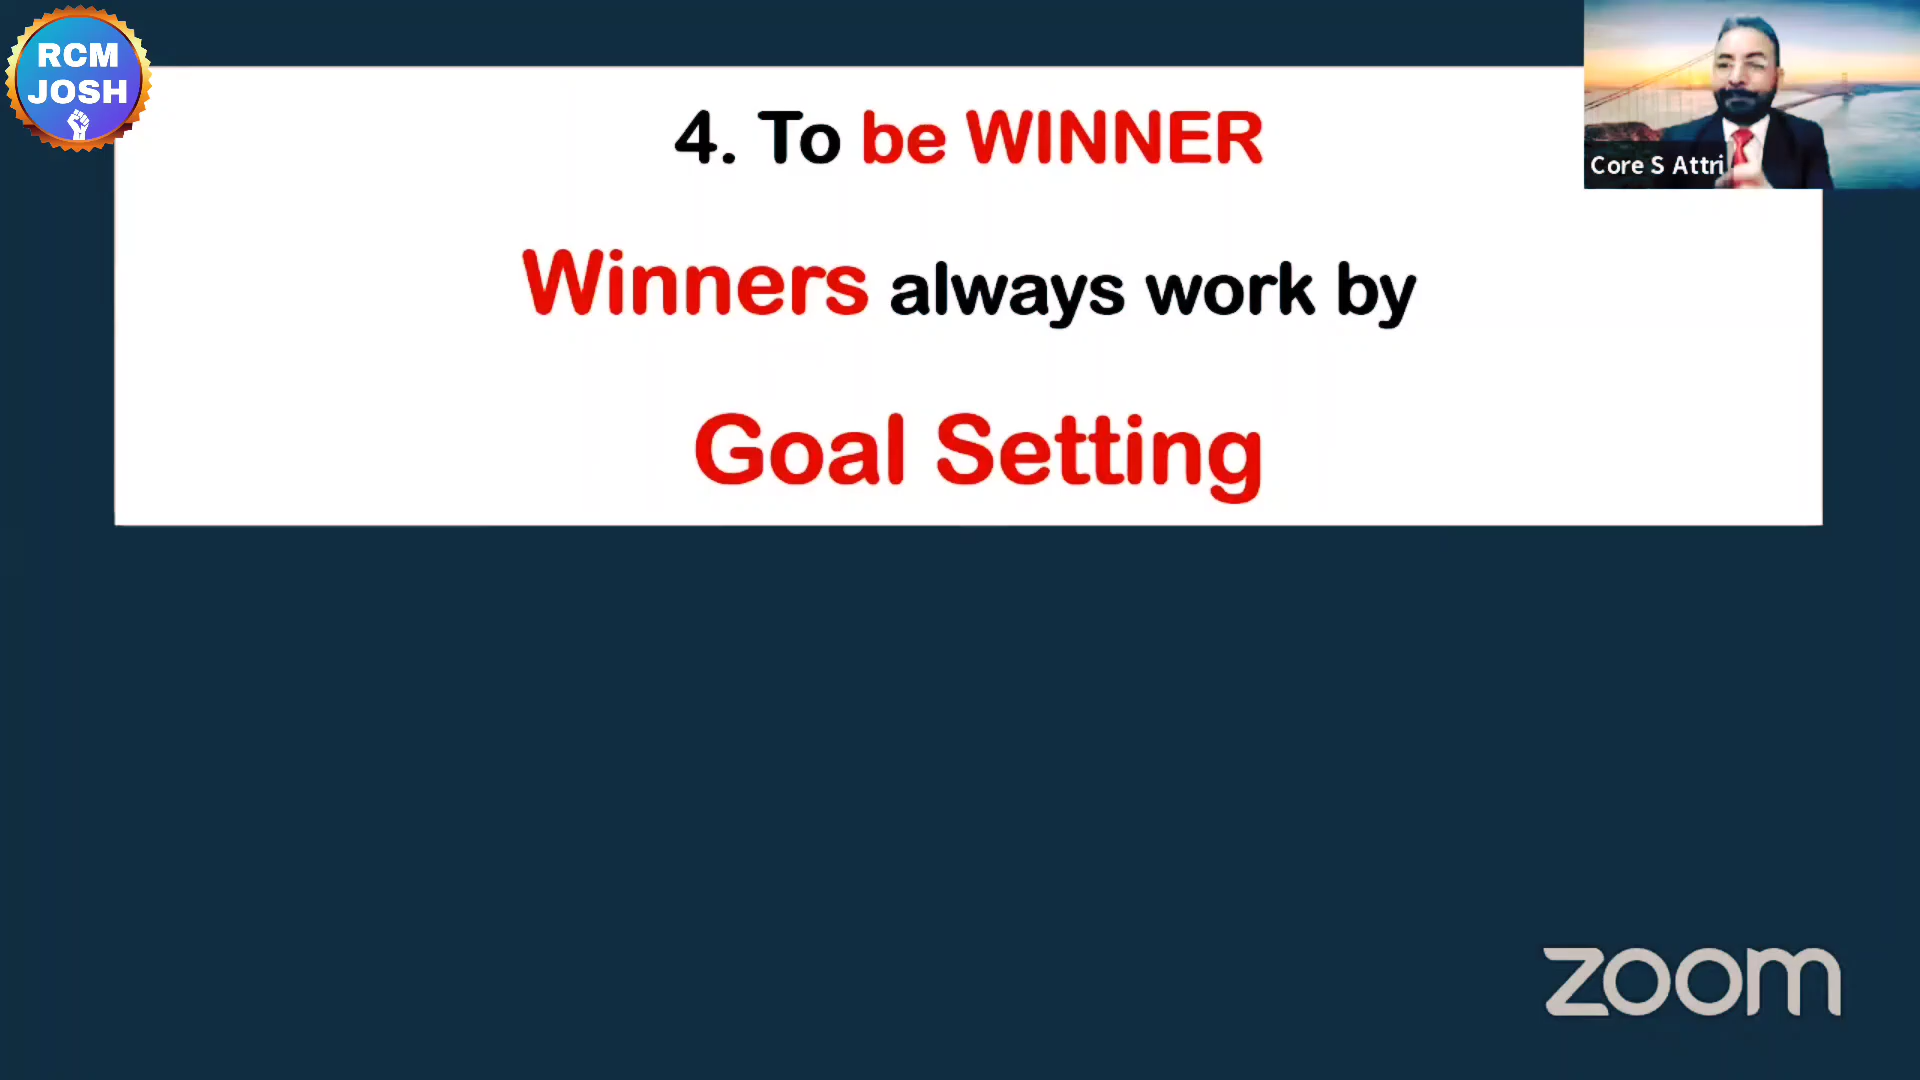 RCM
JOSH
4. To be WINNER
Core S Attri
Winners always work by
Goal Setting
zoom